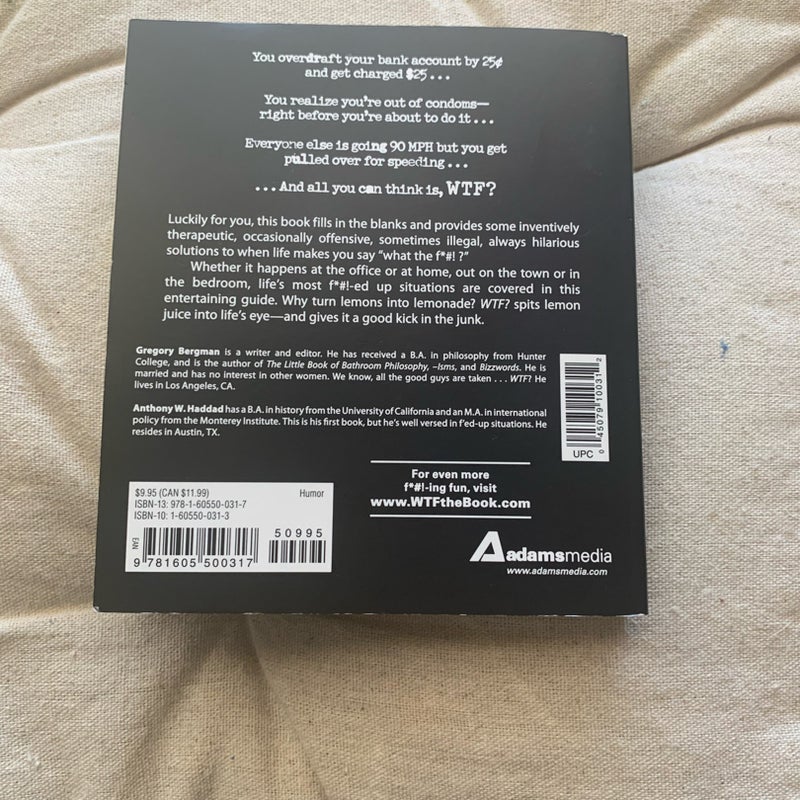 You overdraft your bank account by 25¢
and get charged $25 . . .
You realize you're out of condoms—
right before you're about to do it . . .
Everyone else is going 90 MPH but you get
pulled over for speeding . . .
. . . And all you can think is, WTF?
Luckily for you, this book fills in the blanks and provides some inventively
therapeutic, occasionally offensive, sometimes illegal, always hilarious
solutions to when life makes you say "what the f*#! ?"
Whether it happens at the office or at home, out on the town or in
the bedroom, life's most f*#!-ed up situations are covered in this
entertaining guide. Why turn lemons into lemonade? WTF? spits lemon
juice into life's eye—and gives it a good kick in the junk.
Gregory Bergman is a writer and editor. He has received a B.A. in philosophy from Hunter
College, and is the author of The Little Book of Bathroom Philosophy, –Isms, and Bizzwords. He is
married and has no interest in other women. We know, all the good guys are taken . . . WTF? He
lives in Los Angeles, CA.
Anthony W. Haddad has a B.A. in history from the University of California and an M.A. in international
policy from the Monterey Institute. This is his first book, but he's well versed in f'ed-up situations. He
resides in Austin, TX.
UPC
0 45079 10031 2
For even more
f*#!-ing fun, visit
www.WTFtheBook.com
$9.95 (CAN $11.99) Humor
ISBN-13: 978-1-60550-031-7
ISBN-10: 1-60550-031-3
50995
EAN
9 781605 500317
adamsmedia
www.adamsmedia.com